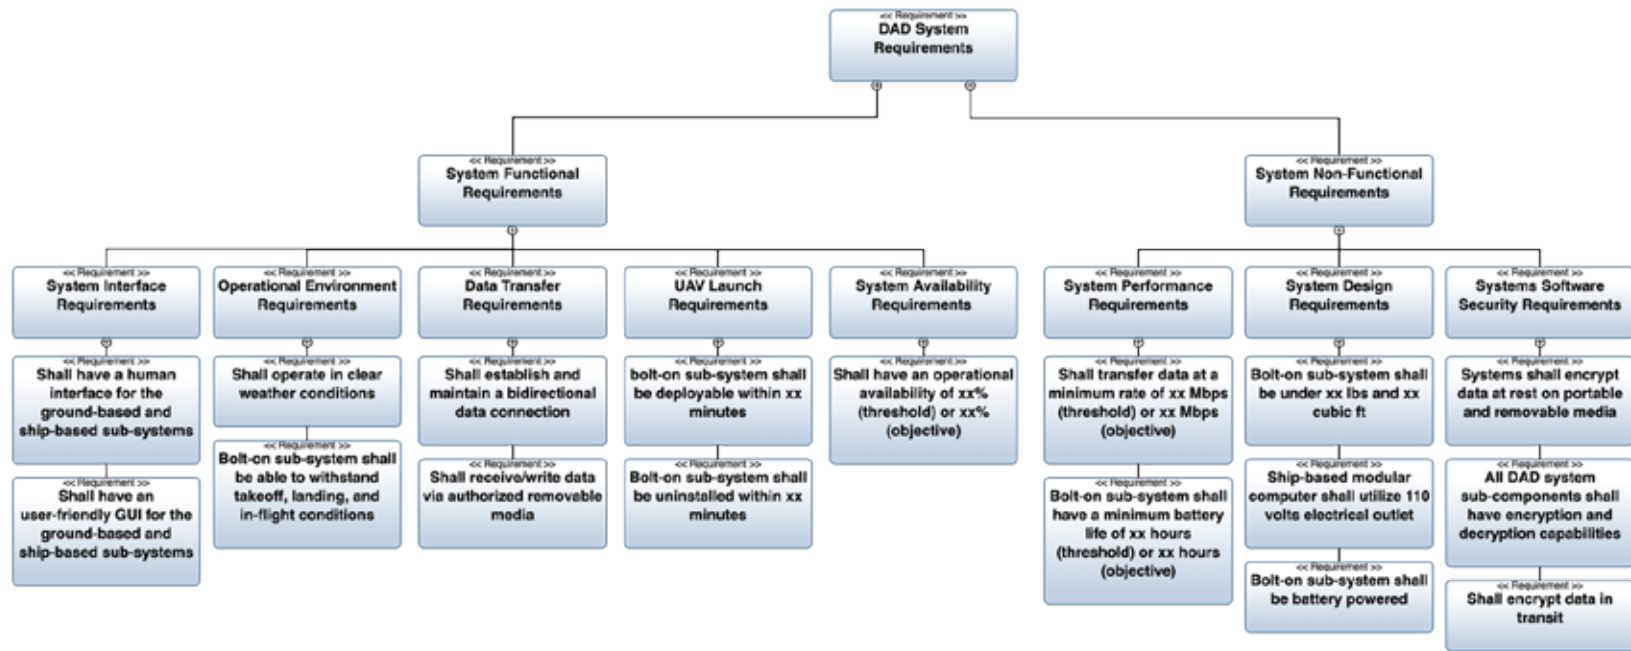 << Requirement >>
DAD System
Requirements
<< Requirement >>
System Functional
Requirements
<< Requirement >>
System Non-Functional
Requirements
<< Requirement >>
System Interface
Requirements
<< Requirement >>
Operational Environment
Requirements
<< Requirement >>
Data Transfer
Requirements
<< Requirement >>
UAV Launch
Requirements
<< Requirement >>
System Availability
Requirements
<< Requirement >>
System Performance
Requirements
<< Requirement >>
System Design
Requirements
<< Requirement >>
Systems Software
Security Requirements
<< Requirement >>
Shall have a human
interface for the
ground-based and
ship-based sub-systems
<< Requirement >>
Shall operate in clear
weather conditions
<< Requirement >>
Shall establish and
maintain a bidirectional
data connection
<< Requirement >>
bolt-on sub-system shall
be deployable within xx
minutes
<< Requirement >>
Shall have an operational
availability of xx%
(threshold) or xx%
(objective)
<< Requirement >>
Shall transfer data at a
minimum rate of xx Mbps
(threshold) or xx Mbps
(objective)
<< Requirement >>
Bolt-on sub-system shall
be under xx lbs and xx
cubic ft
<< Requirement >>
Systems shall encrypt
data at rest on portable
and removable media
<< Requirement >>
Shall have an
user-friendly GUI for the
ground-based and
ship-based sub-systems
<< Requirement >>
Bolt-on sub-system shall
be able to withstand
takeoff, landing, and
in-flight conditions
<< Requirement >>
Shall receive/write data
via authorized removable
media
<< Requirement >>
Bolt-on sub-system shall
be uninstalled within xx
minutes
<< Requirement >>
Bolt-on sub-system shall
have a minimum battery
life of xx hours
(threshold) or xx hours
(objective)
<< Requirement >>
Ship-based modular
computer shall utilize 110
volts electrical outlet
<< Requirement >>
All DAD system
sub-components shall
have encryption and
decryption capabilities
<< Requirement >>
Bolt-on sub-system shall
be battery powered
<< Requirement >>
Shall encrypt data in
transit